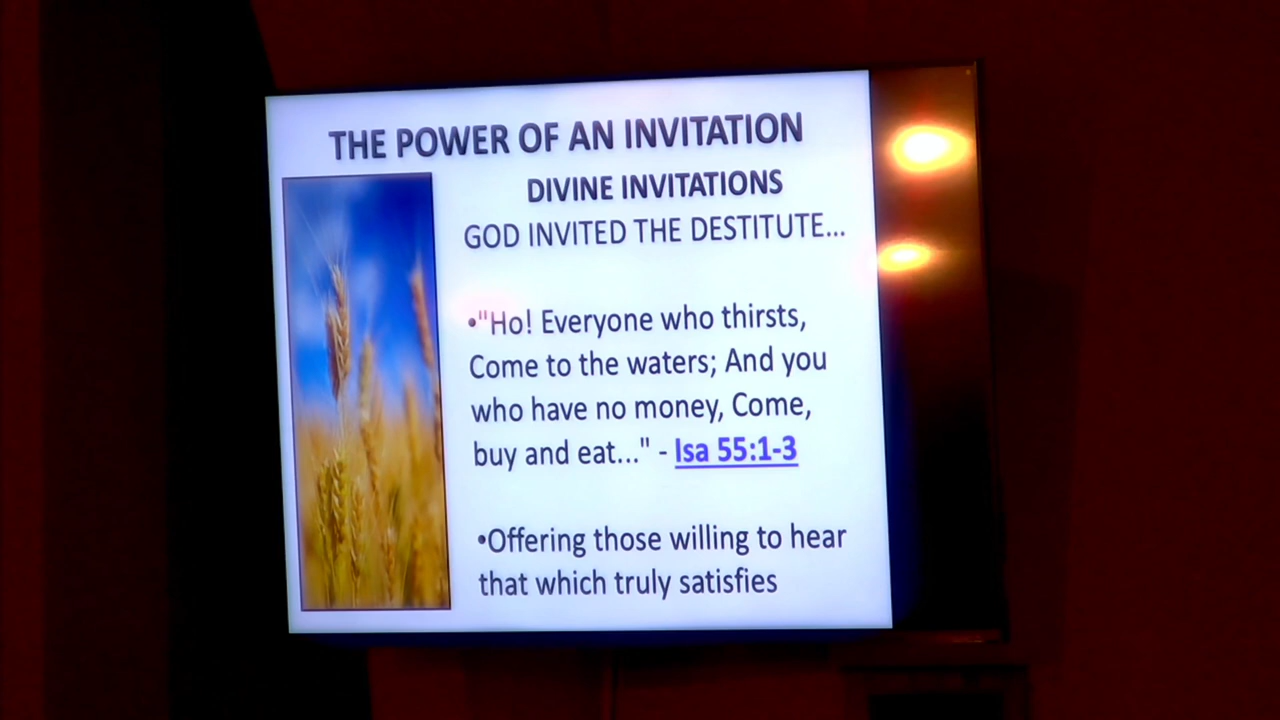 THE POWER OF AN INVITATION
DIVINE INVITATIONS
GOD INVITED THE DESTITUTE...
•"Ho! Everyone who thirsts,
Come to the waters; And you
who have no money, Come,
buy and eat..." - Isa 55:1-3
•Offering those willing to hear
that which truly satisfies